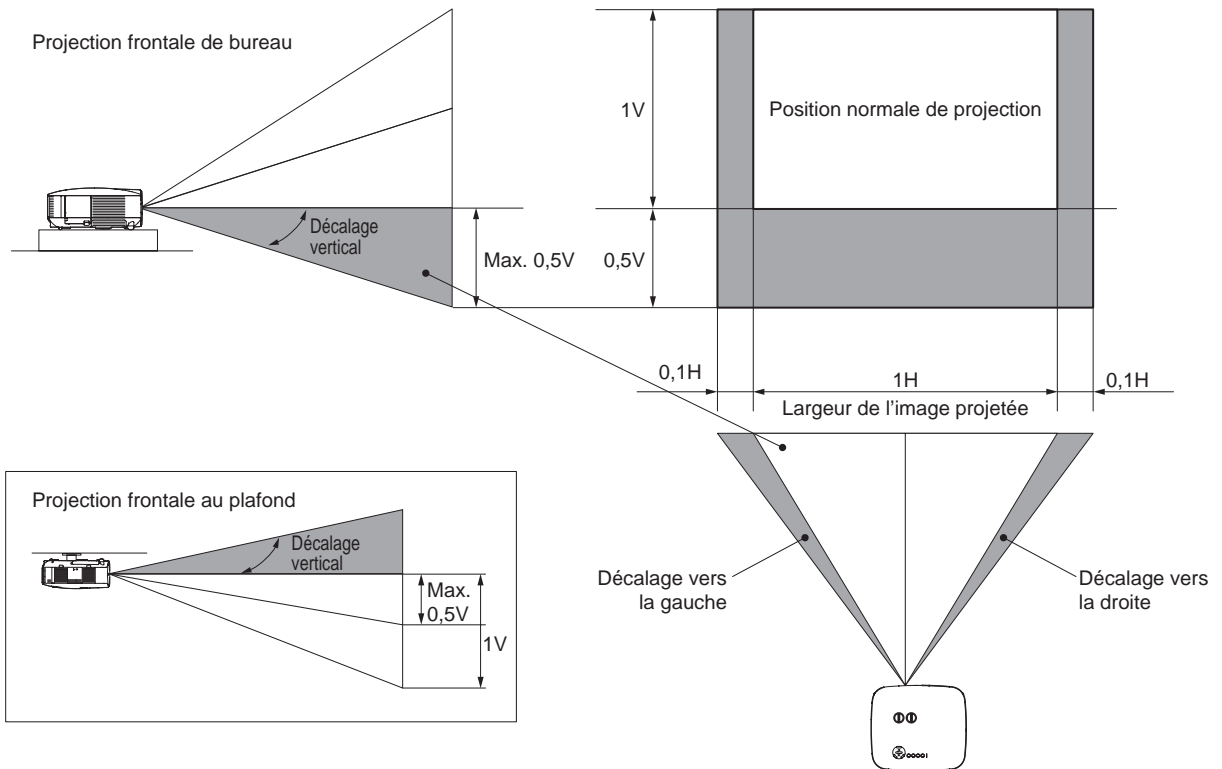 Projection frontale de bureau
Décalage
vertical
Max. 0,5V
1V
0,5V
Position normale de projection
0,1H
1H
0,1H
Largeur de l'image projetée
Projection frontale au plafond
Décalage
vertical
Max.
0,5V
1V
Décalage vers
la gauche
Décalage vers
la droite